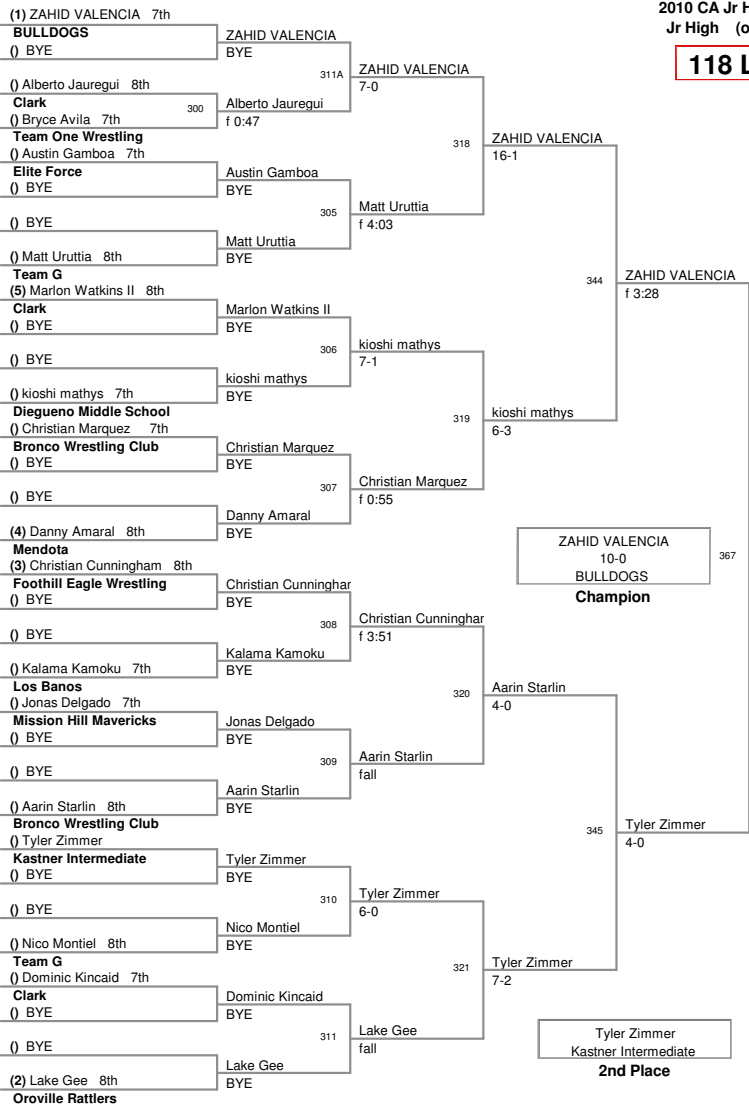 2010 CA Jr H
Jr High (o
118 L
(1) ZAHID VALENCIA 7th
BULLDOGS
() BYE
() Alberto Jauregui 8th
Clark
() Bryce Avila 7th
Team One Wrestling
() Austin Gamboa 7th
Elite Force
() BYE
() BYE
() Matt Uruttia 8th
Team G
(5) Marlon Watkins II 8th
Clark
() BYE
() BYE
() kioshi mathys 7th
Diegueno Middle School
() Christian Marquez 7th
Bronco Wrestling Club
() BYE
() BYE
(4) Danny Amaral 8th
Mendota
(3) Christian Cunningham 8th
Foothill Eagle Wrestling
() BYE
() BYE
() Kalama Kamoku 7th
Los Banos
() Jonas Delgado 7th
Mission Hill Mavericks
() BYE
() BYE
() Aarin Starlin 8th
Bronco Wrestling Club
() Tyler Zimmer
Kastner Intermediate
() BYE
() BYE
() Nico Montiel 8th
Team G
() Dominic Kincaid 7th
Clark
() BYE
() BYE
(2) Lake Gee 8th
Oroville Rattlers
300
ZAHID VALENCIA
BYE
Alberto Jauregui
f 0:47
Austin Gamboa
BYE
Matt Uruttia
BYE
Marlon Watkins II
BYE
kioshi mathys
BYE
Christian Marquez
BYE
Danny Amaral
BYE
Christian Cunninghar
BYE
Kalama Kamoku
BYE
Jonas Delgado
BYE
Aarin Starlin
BYE
Tyler Zimmer
BYE
Nico Montiel
BYE
Dominic Kincaid
BYE
Lake Gee
BYE
311A
305
306
307
308
309
310
311
ZAHID VALENCIA
7-0
Matt Uruttia
f 4:03
kioshi mathys
7-1
Christian Marquez
f 0:55
Christian Cunninghar
f 3:51
Aarin Starlin
fall
Tyler Zimmer
6-0
Lake Gee
fall
318
319
320
321
ZAHID VALENCIA
16-1
kioshi mathys
6-3
Aarin Starlin
4-0
Tyler Zimmer
7-2
344
345
ZAHID VALENCIA
f 3:28
Tyler Zimmer
4-0
367
ZAHID VALENCIA
10-0
BULLDOGS
Champion
Tyler Zimmer
Kastner Intermediate
2nd Place